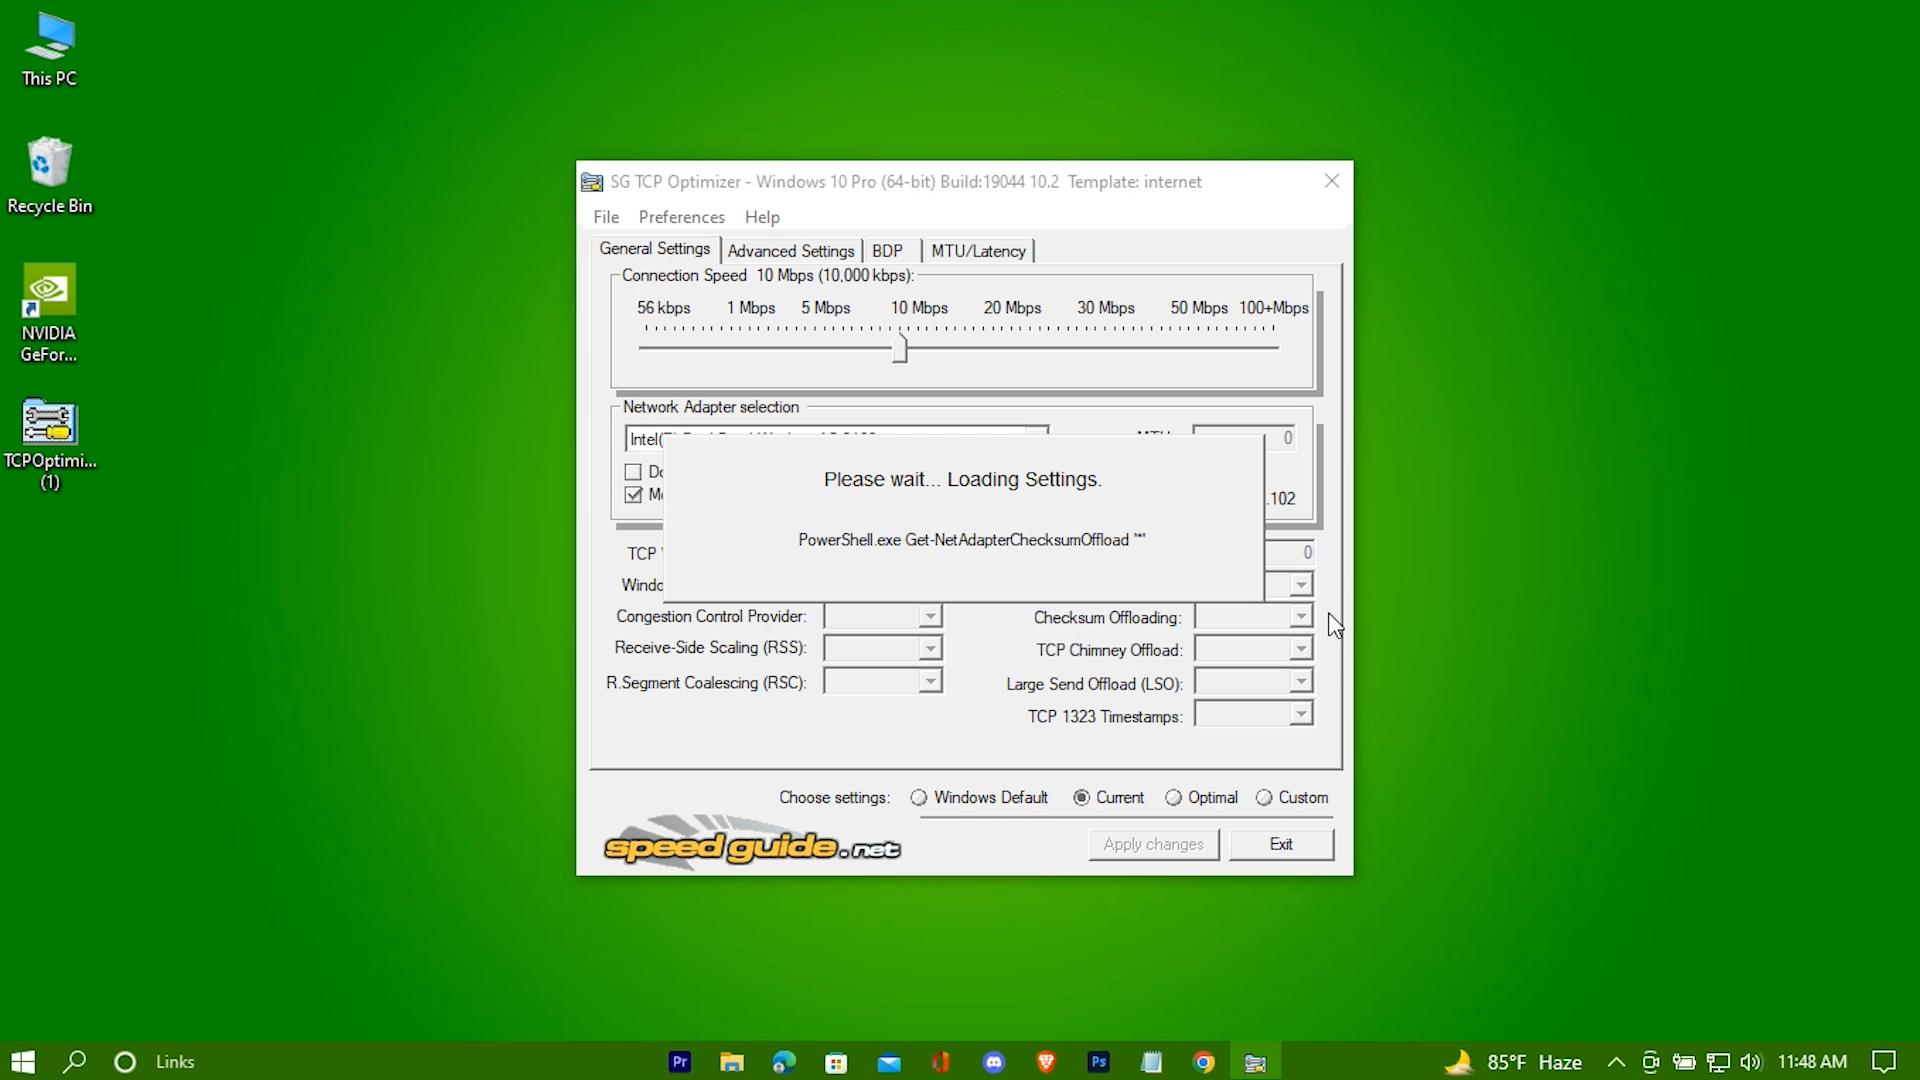 This PC
Recycle Bin
NVIDIA
GeFor...
TCPOptimi...
(1)
SG TCP Optimizer - Windows 10 Pro (64-bit) Build:19044 10.2 Template: internet
File Preferences Help
General Settings Advanced Settings BDP MTU/Latency
Connection Speed 10 Mbps (10,000 kbps):
56 kbps 1 Mbps 5 Mbps 10 Mbps 20 Mbps 30 Mbps 50 Mbps 100+Mbps
Network Adapter selection
0
.102
Please wait... Loading Settings.
PowerShell.exe Get-NetAdapterChecksumOffload "*"
TCP
0
Congestion Control Provider:
Checksum Offloading:
Receive-Side Scaling (RSS):
TCP Chimney Offload:
R.Segment Coalescing (RSC):
Large Send Offload (LSO):
TCP 1323 Timestamps:
Choose settings: Windows Default Current Optimal Custom
speed guide.net
Apply changes Exit
Links
Pr
Ps
85°F Haze
11:48 AM